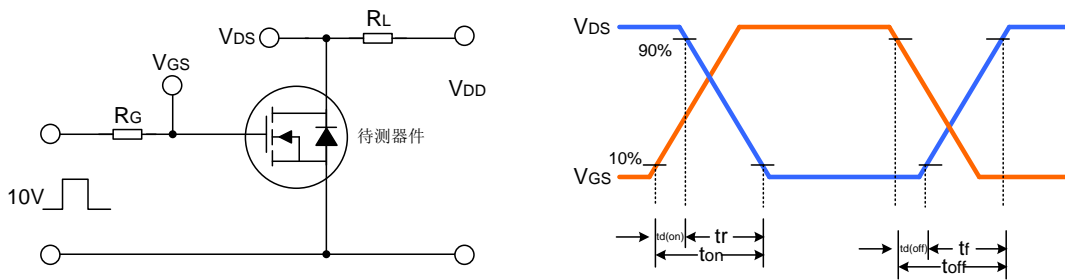 VDS
RL
VGS
VDD
RG
待测器件
10V
VDS
90%
10%
VGS
td(on)
tr
ton
td(off)
tf
toff